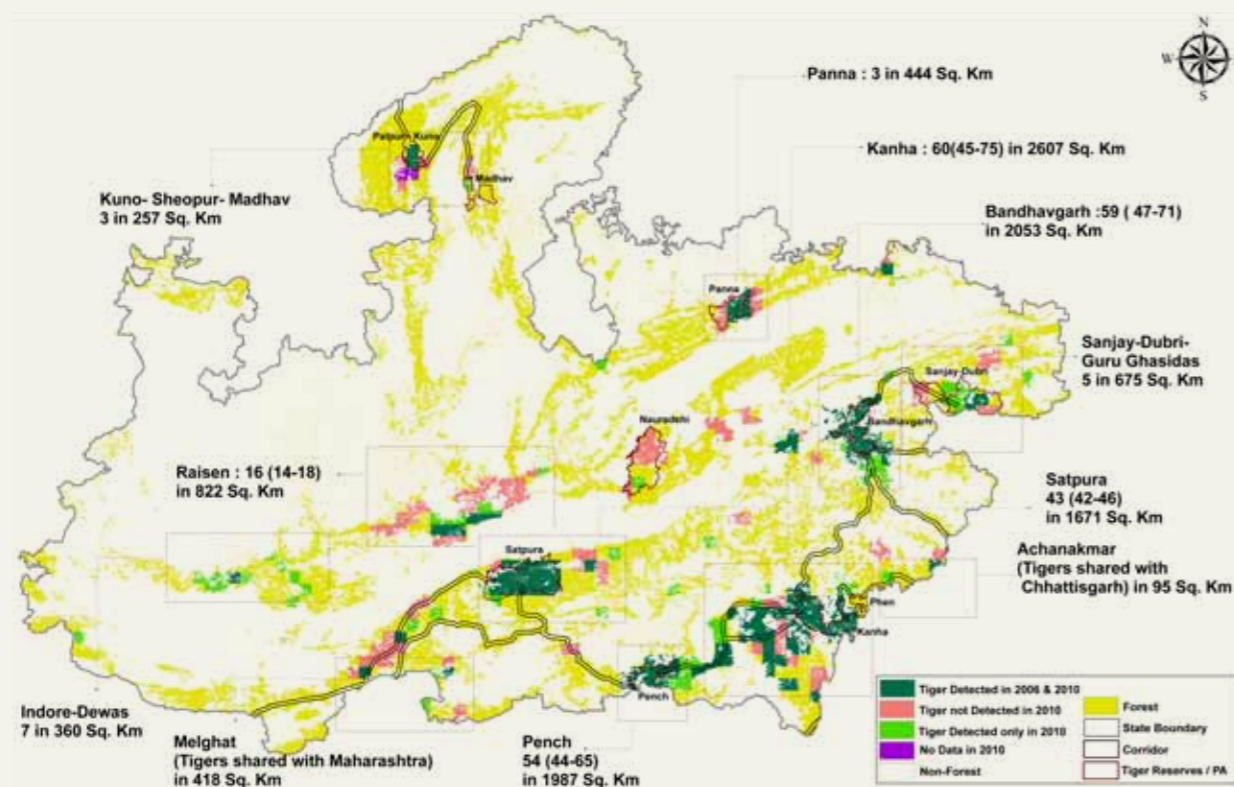 N
W
E
S
Panna : 3 in 444 Sq. Km
Kanha : 60(45-75) in 2607 Sq. Km
Bandhavgarh :59 ( 47-71)
in 2053 Sq. Km
Kuno- Sheopur- Madhav
3 in 257 Sq. Km
Palpur Kuno
Madhav
Panna
Sanjay-Dubri-
Guru Ghasidas
5 in 675 Sq. Km
Sanjay-Dubri
Nauradehi
Bandhavgarh
Raisen : 16 (14-18)
in 822 Sq. Km
Satpura
43 (42-46)
in 1671 Sq. Km
Satpura
Achanakmar
(Tigers shared with
Chhattisgarh) in 95 Sq. Km
Phen
Kanha
Pench
Indore-Dewas
7 in 360 Sq. Km
Melghat
(Tigers shared with Maharashtra)
in 418 Sq. Km
Pench
54 (44-65)
in 1987 Sq. Km
Tiger Detected in 2006 & 2010
Tiger not Detected in 2010
Tiger Detected only in 2010
No Data in 2010
Non-Forest
Forest
State Boundary
Corridor
Tiger Reserves / PA